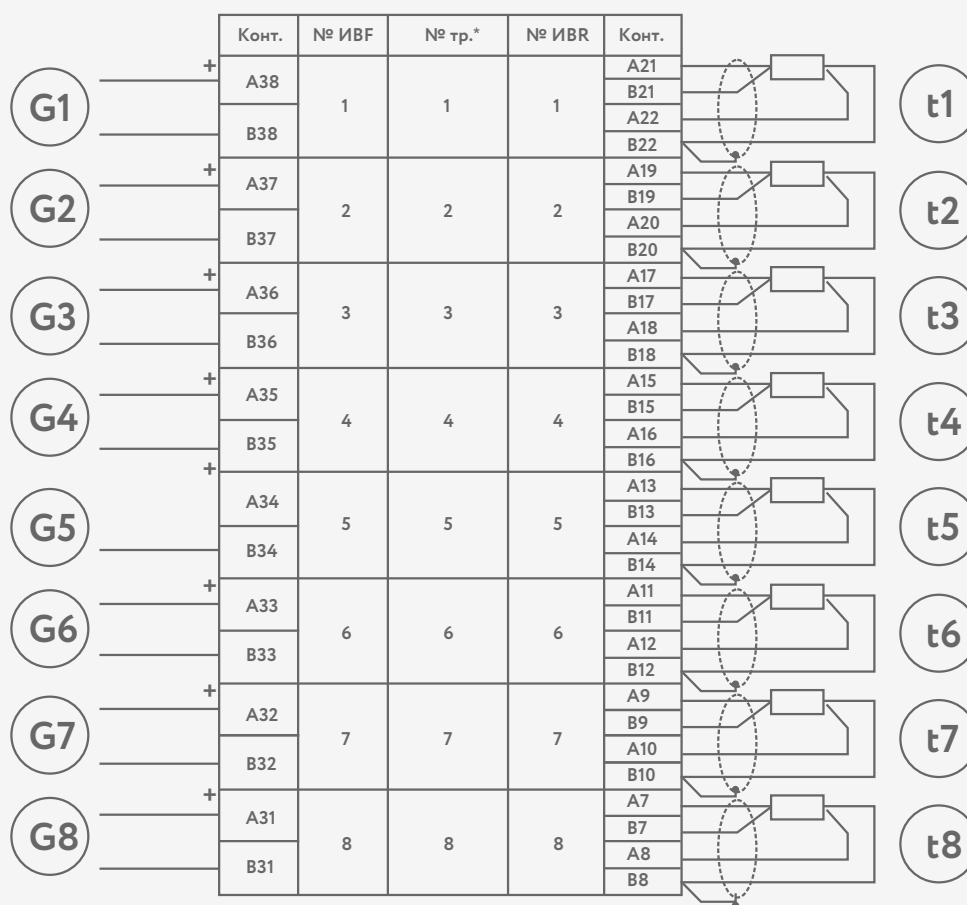 Конт. № ИВF № тр.* № ИВR Конт.
G1 + A38 B38 1 1 1 A21 B21 A22 B22 t1
G2 + A37 B37 2 2 2 A19 B19 A20 B20 t2
G3 + A36 B36 3 3 3 A17 B17 A18 B18 t3
G4 + A35 B35 4 4 4 A15 B15 A16 B16 t4
G5 + A34 B34 5 5 5 A13 B13 A14 B14 t5
G6 + A33 B33 6 6 6 A11 B11 A12 B12 t6
G7 + A32 B32 7 7 7 A9 B9 A10 B10 t7
G8 + A31 B31 8 8 8 A7 B7 A8 B8 t8